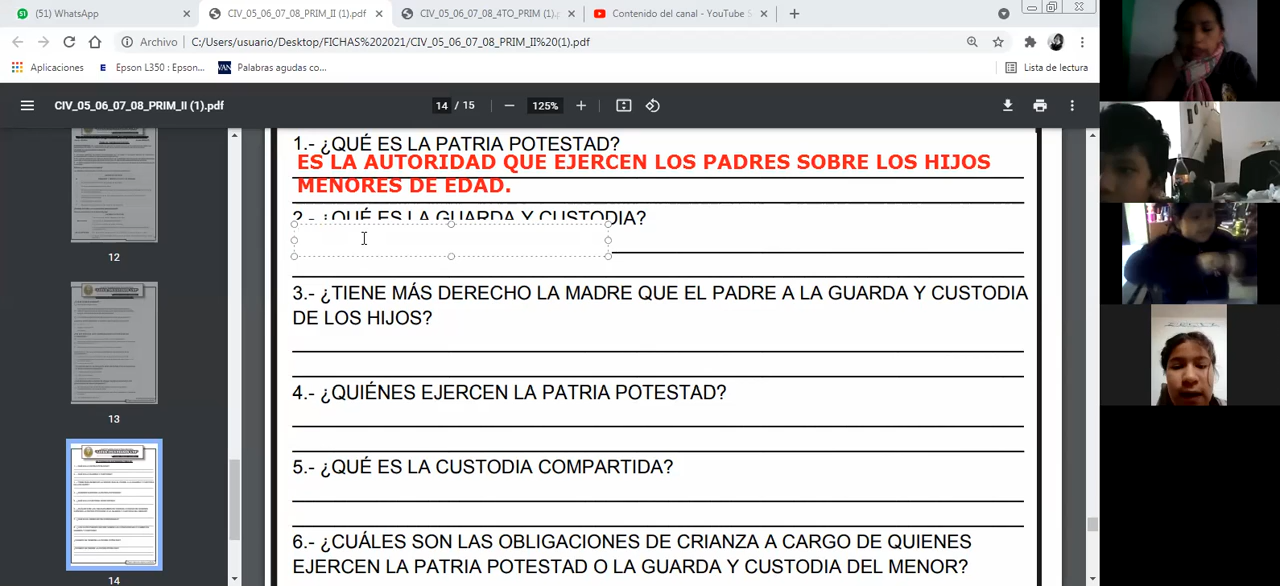 (51) WhatsApp
CIV_05_06_07_08_PRIM_II (1).pdf
CIV_05_06_07_08_4TO_PRIM (1).p
Contenido del canal - YouTube S
Archivo
C:/Users/usuario/Desktop/FICHAS%202021/CIV_05_06_07_08_PRIM_II%20(1).pdf
Aplicaciones
Epson L350 : Epson...
Palabras agudas co...
Lista de lectura
CIV_05_06_07_08_PRIM_II (1).pdf
14 / 15
125%
1.- ¿QUÉ ES LA PATRIA POTESTAD?
ES LA AUTORIDAD QUE EJERCEN LOS PADRES SOBRE LOS HIJOS
MENORES DE EDAD.
2.- ¿QUÉ ES LA GUARDA Y CUSTODIA?
3.- ¿TIENE MÁS DERECHO LA MADRE QUE EL PADRE A LA GUARDA Y CUSTODIA
DE LOS HIJOS?
4.- ¿QUIÉNES EJERCEN LA PATRIA POTESTAD?
5.- ¿QUÉ ES LA CUSTODIA COMPARTIDA?
6.- ¿CUÁLES SON LAS OBLIGACIONES DE CRIANZA A CARGO DE QUIENES
EJERCEN LA PATRIA POTESTAD O LA GUARDA Y CUSTODIA DEL MENOR?
12
13
14